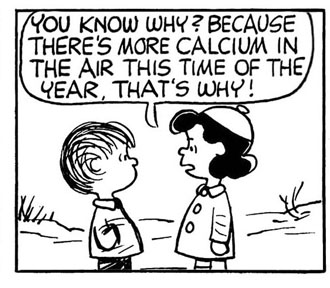 YOU KNOW WHY? BECAUSE
THERE'S MORE CALCIUM IN
THE AIR THIS TIME OF THE
YEAR, THAT'S WHY!